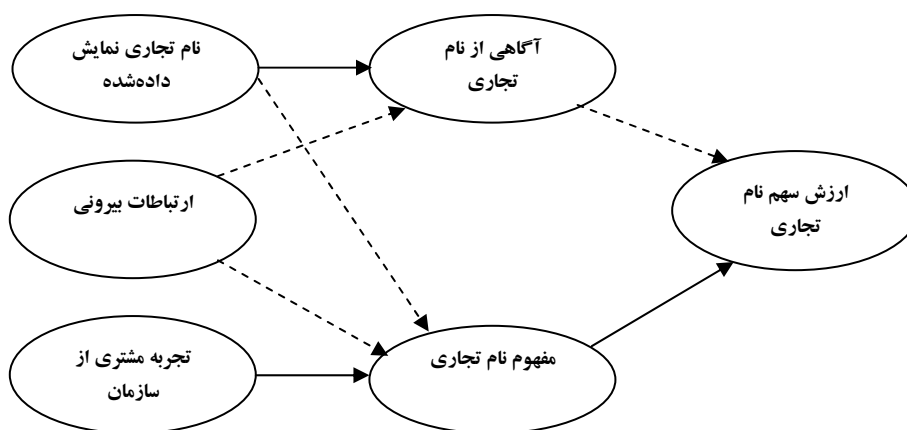 نام تجاری نمایش
داده‌شده
آگاهی از نام
تجاری
ارتباطات بیرونی
ارزش سهم نام
تجاری
تجربه مشتری از
سازمان
مفهوم نام تجاری